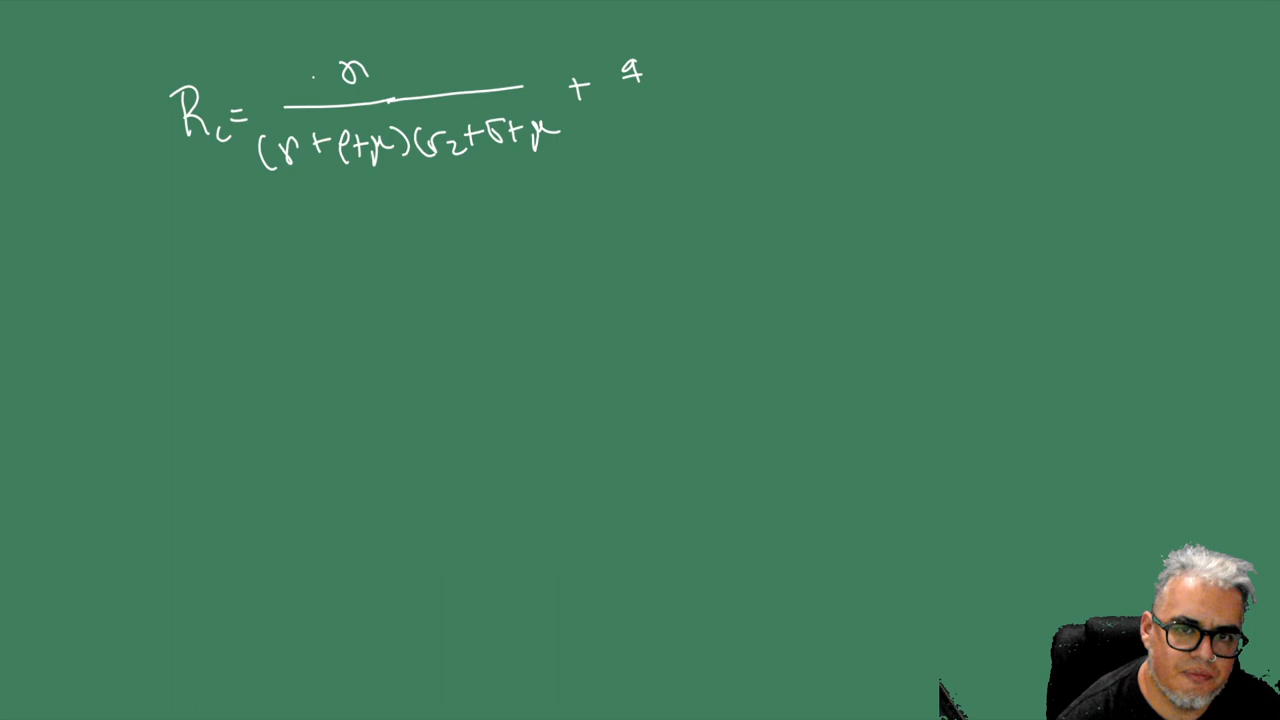 R_c = r / (γ + ρ + μ)(σ_2 + σ + μ + q